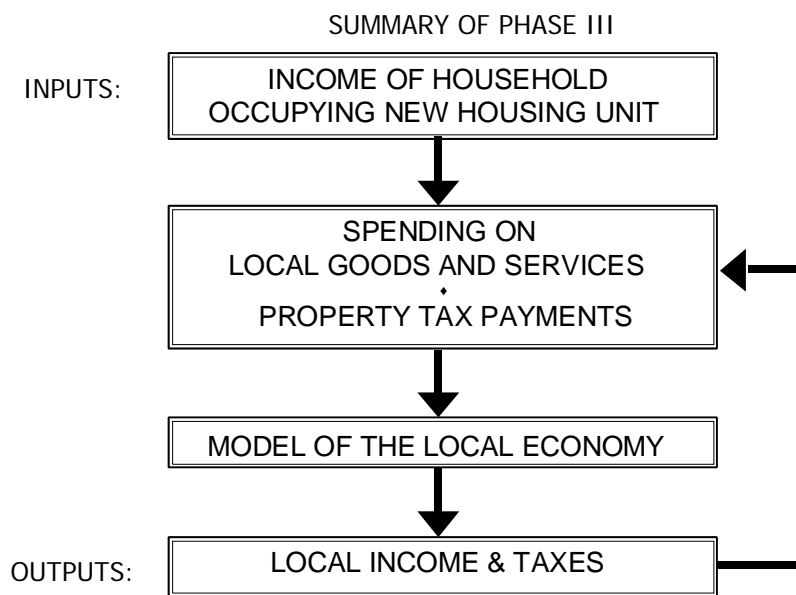 SUMMARY OF PHASE III
INPUTS:
INCOME OF HOUSEHOLD
OCCUPYING NEW HOUSING UNIT
SPENDING ON
LOCAL GOODS AND SERVICES
♦
PROPERTY TAX PAYMENTS
MODEL OF THE LOCAL ECONOMY
OUTPUTS:
LOCAL INCOME & TAXES